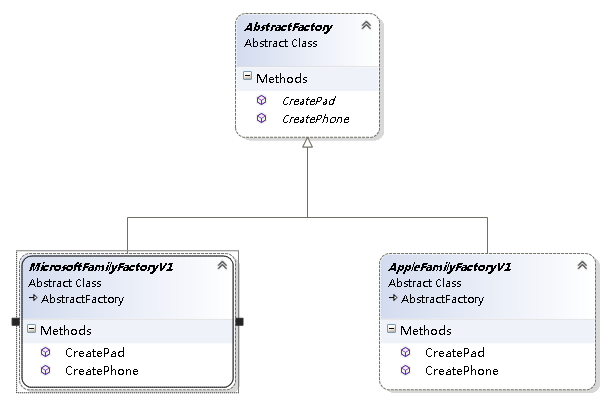 AbstractFactory
Abstract Class
Methods
CreatePad
CreatePhone
MicrosoftFamilyFactoryV1
Abstract Class
AbstractFactory
Methods
CreatePad
CreatePhone
AppleFamilyFactoryV1
Abstract Class
AbstractFactory
Methods
CreatePad
CreatePhone